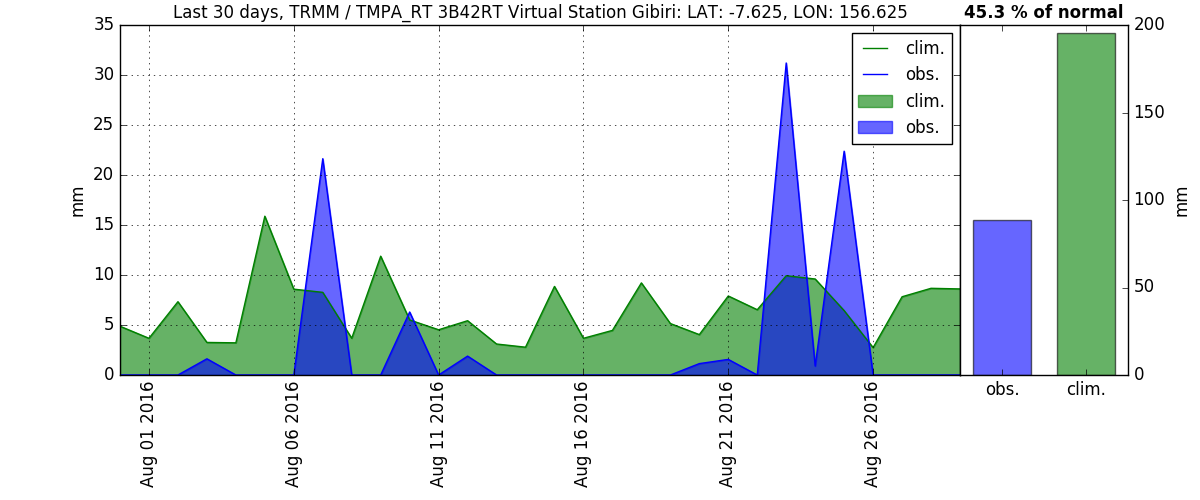 Last 30 days, TRMM / TMPA_RT 3B42RT Virtual Station Gibiri: LAT: -7.625, LON: 156.625
45.3 % of normal
35
30
25
20
15
10
5
0
mm
clim.
obs.
clim.
obs.
Aug 01 2016
Aug 06 2016
Aug 11 2016
Aug 16 2016
Aug 21 2016
Aug 26 2016
200
150
100
50
0
mm
obs.
clim.